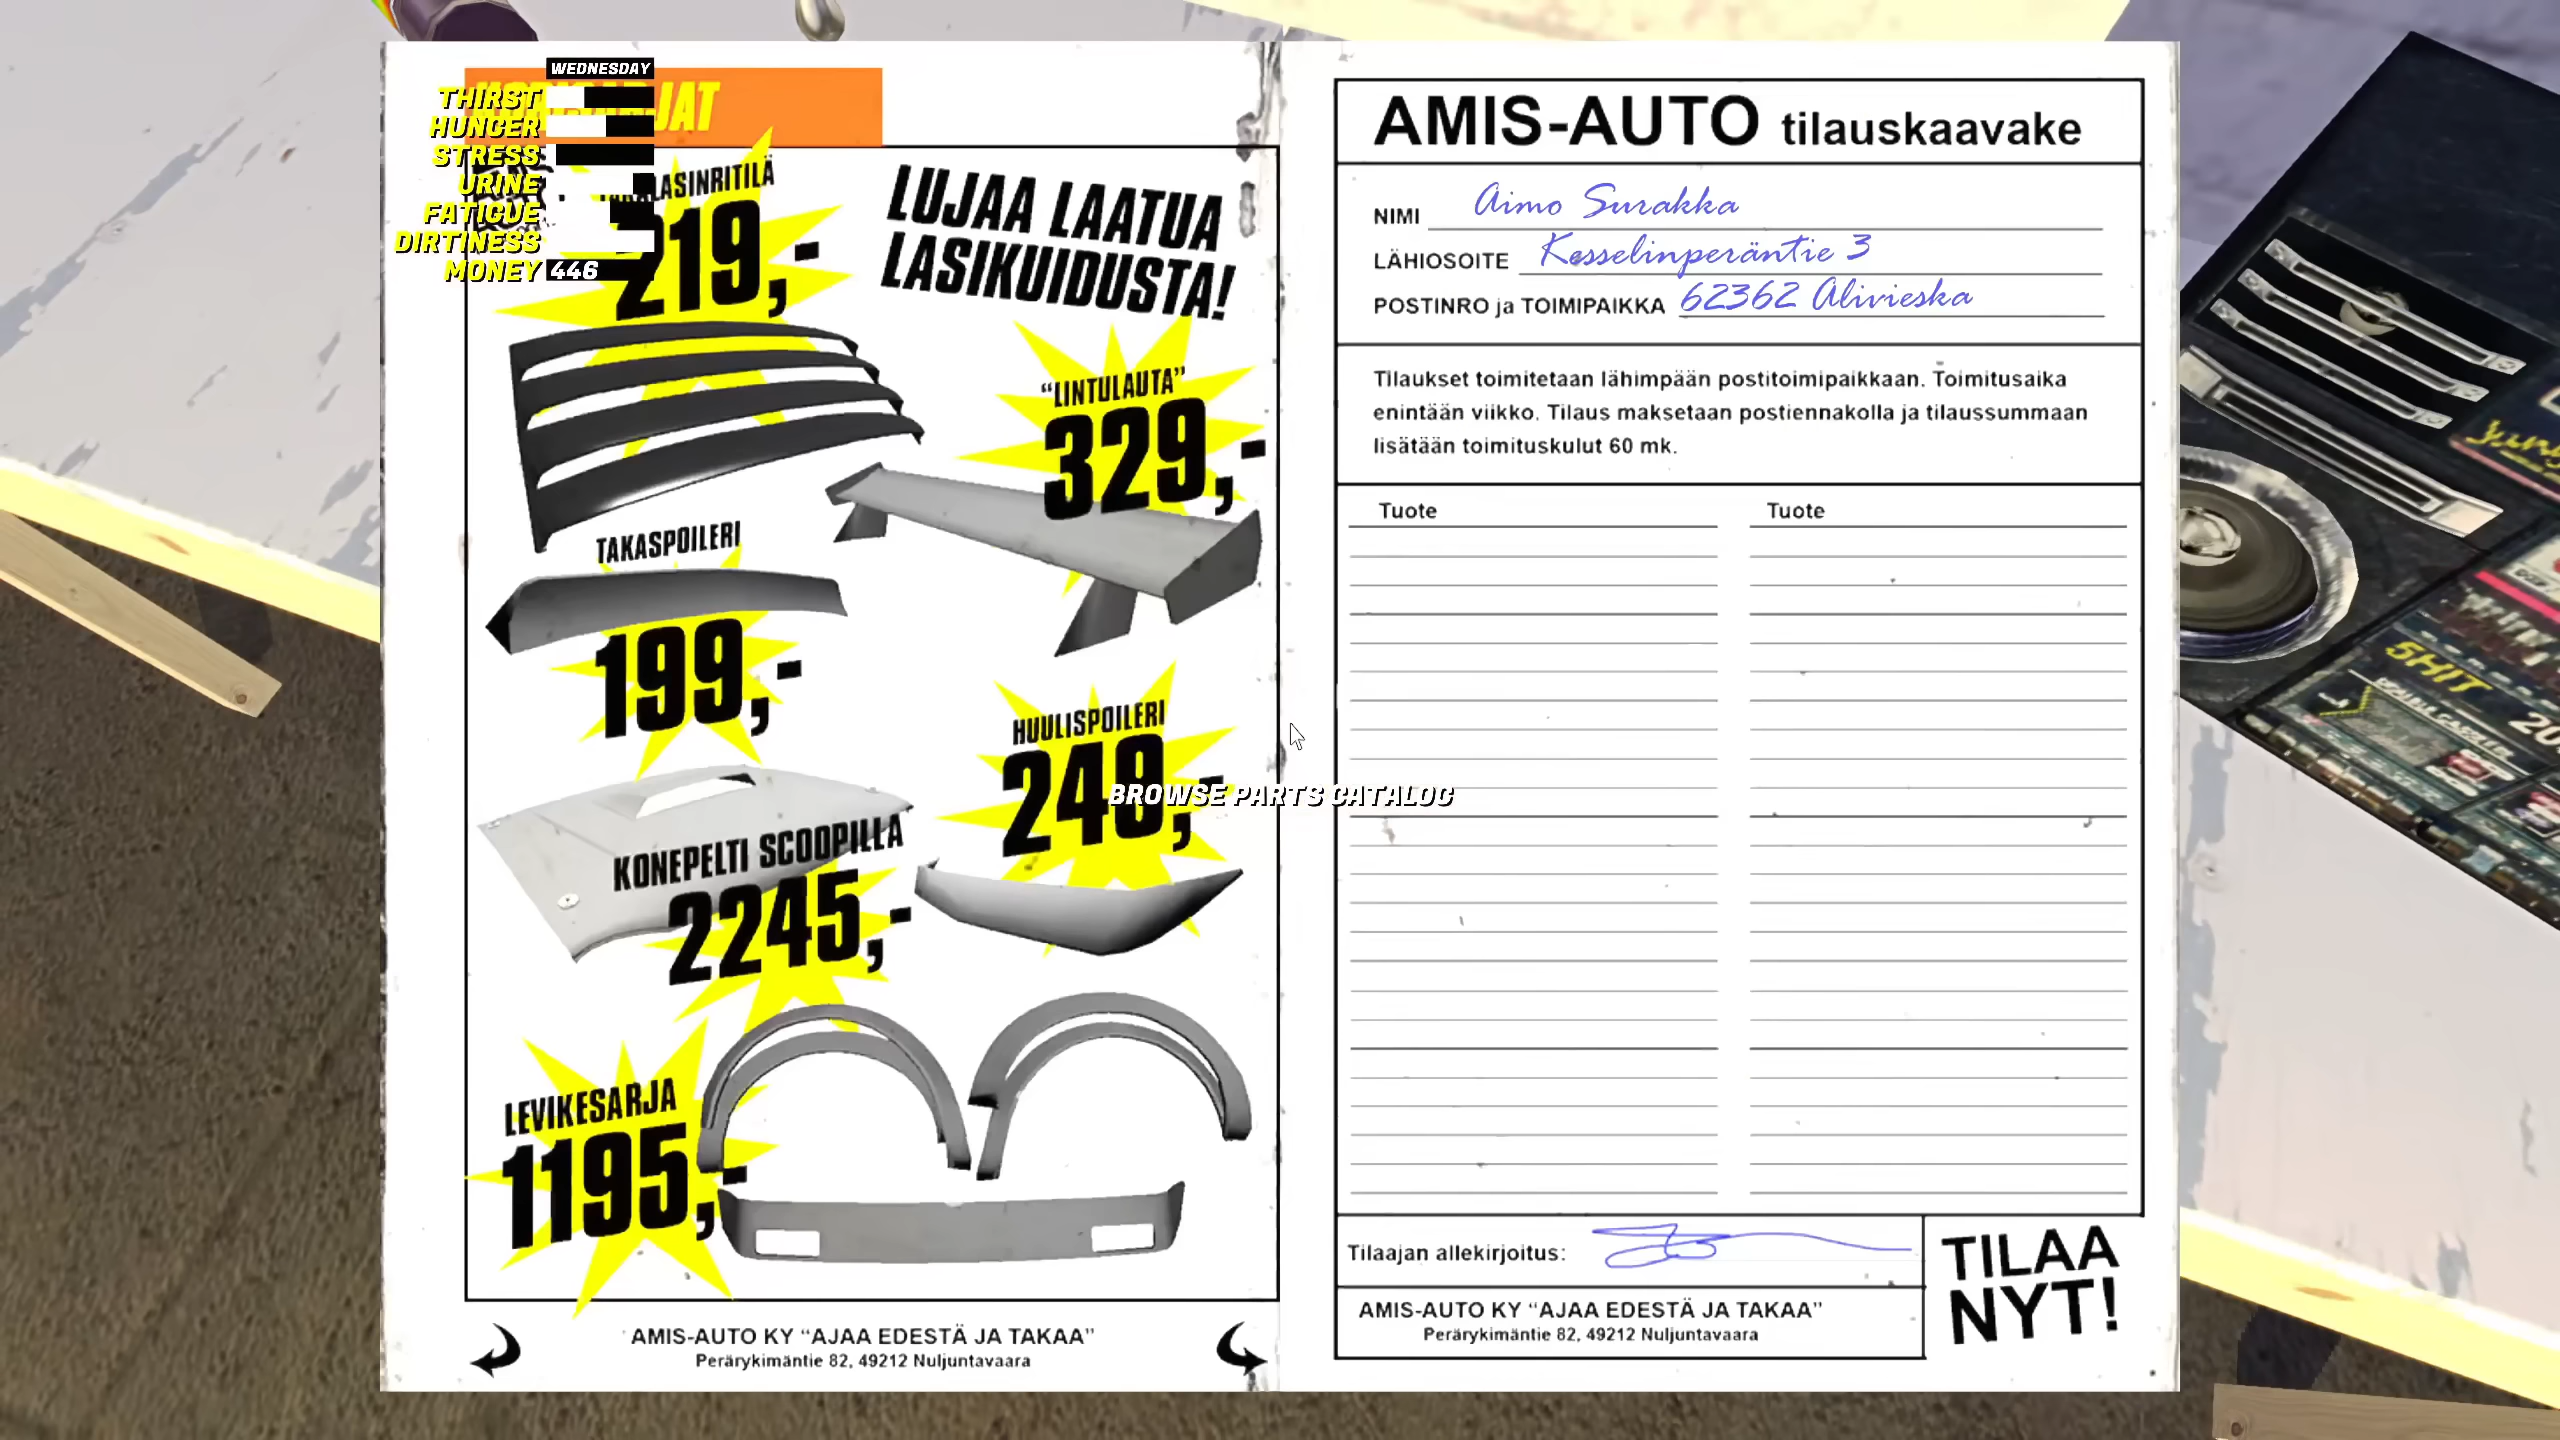 WEDNESDAY
THIRST
HUNGER
STRESS
URINE
FATIGUE
DIRTINESS
MONEY 446
219,-
LUJAA LAATUA
LASIKUIDUSTA!
“LINTULAUTA”
329,-
TAKASPOILERI
199,-
HUULISPOILERI
249,-
BROWSE PARTS CATALOG
KONEPELTI SCOOPILLA
2245,-
LEVIKESARJA
1195,-
AMIS-AUTO KY “AJAA EDESTÄ JA TAKAA”
Perärykimäntie 82, 49212 Nuljuntavaara
AMIS-AUTO tilauskaavake
NIMI Aimo Surakka
LÄHIOSOITE Kesselinperäntie 3
POSTINRO ja TOIMIPAIKKA 62362 Alivieska
Tilaukset toimitetaan lähimpään postitoimipaikkaan. Toimitusaika
enintään viikko. Tilaus maksetaan postiennakolla ja tilaussummaan
lisätään toimituskulut 60 mk.
Tuote Tuote
Tilaajan allekirjoitus:
AMIS-AUTO KY “AJAA EDESTÄ JA TAKAA”
Perärykimäntie 82, 49212 Nuljuntavaara
TILAA
NYT!
SHIT